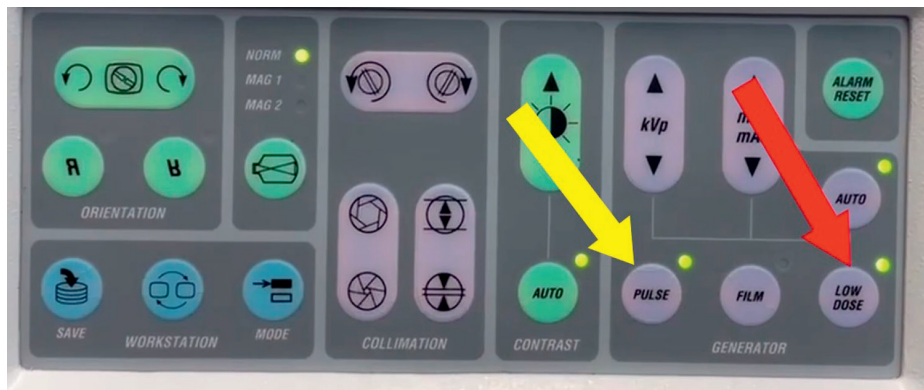 NORM
MAG 1
MAG 2
R
R
ORIENTATION
SAVE
WORKSTATION
MODE
COLLIMATION
AUTO
CONTRAST
kVp
mA
ALARM
RESET
AUTO
PULSE
FILM
LOW
DOSE
GENERATOR